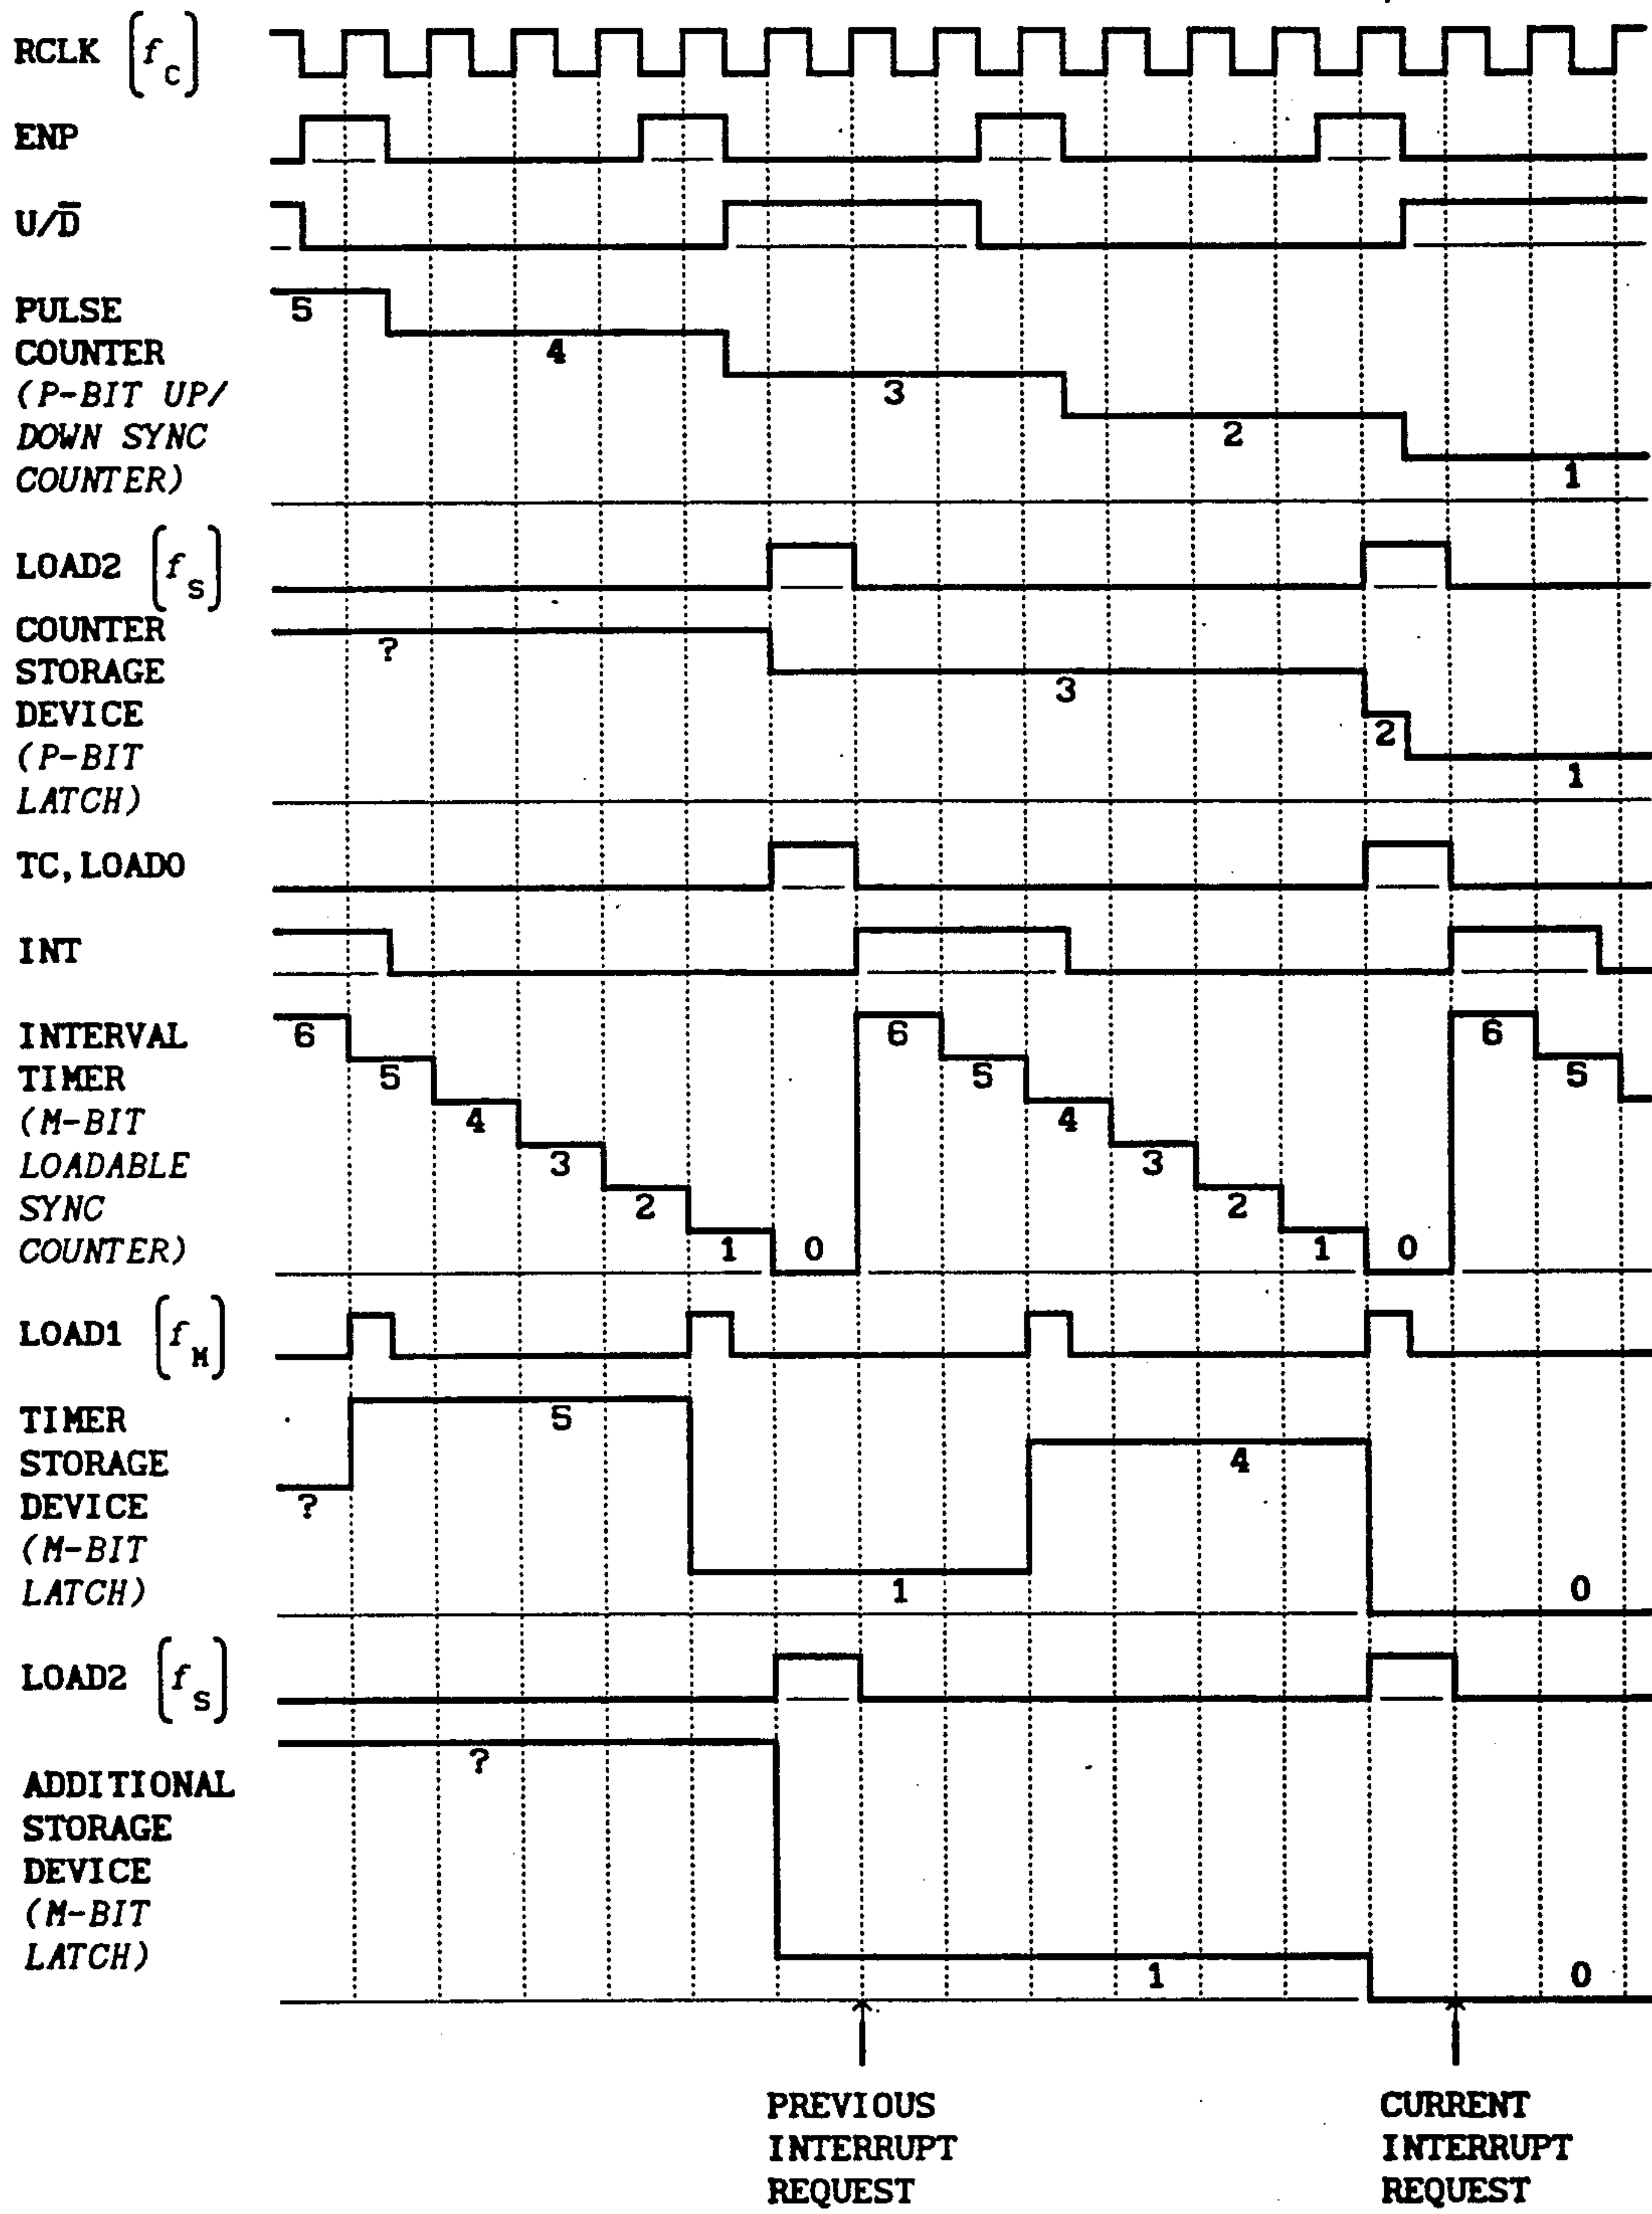 RCLK (fC)
ENP
U/D̅
PULSE
COUNTER
(P-BIT UP/
DOWN SYNC
COUNTER)
5
4
3
2
1
LOAD2 (fS)
COUNTER
STORAGE
DEVICE
(P-BIT
LATCH)
?
3
2
1
TC, LOAD0
INT
INTERVAL
TIMER
(M-BIT
LOADABLE
SYNC
COUNTER)
6
5
4
3
2
1
0
6
5
4
3
2
1
0
6
5
LOAD1 (fM)
TIMER
STORAGE
DEVICE
(M-BIT
LATCH)
?
5
1
4
0
LOAD2 (fS)
ADDITIONAL
STORAGE
DEVICE
(M-BIT
LATCH)
?
1
0
PREVIOUS
INTERRUPT
REQUEST
CURRENT
INTERRUPT
REQUEST